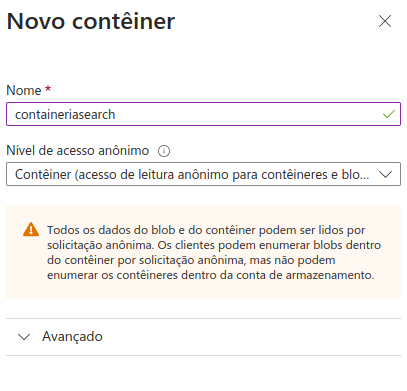 Novo contêiner
Nome *
containeriasearch
Nível de acesso anônimo
Contêiner (acesso de leitura anônimo para contêineres e blo...
Todos os dados do blob e do contêiner podem ser lidos por
solicitação anônima. Os clientes podem enumerar blobs dentro
do contêiner por solicitação anônima, mas não podem
enumerar os contêineres dentro da conta de armazenamento.
Avançado